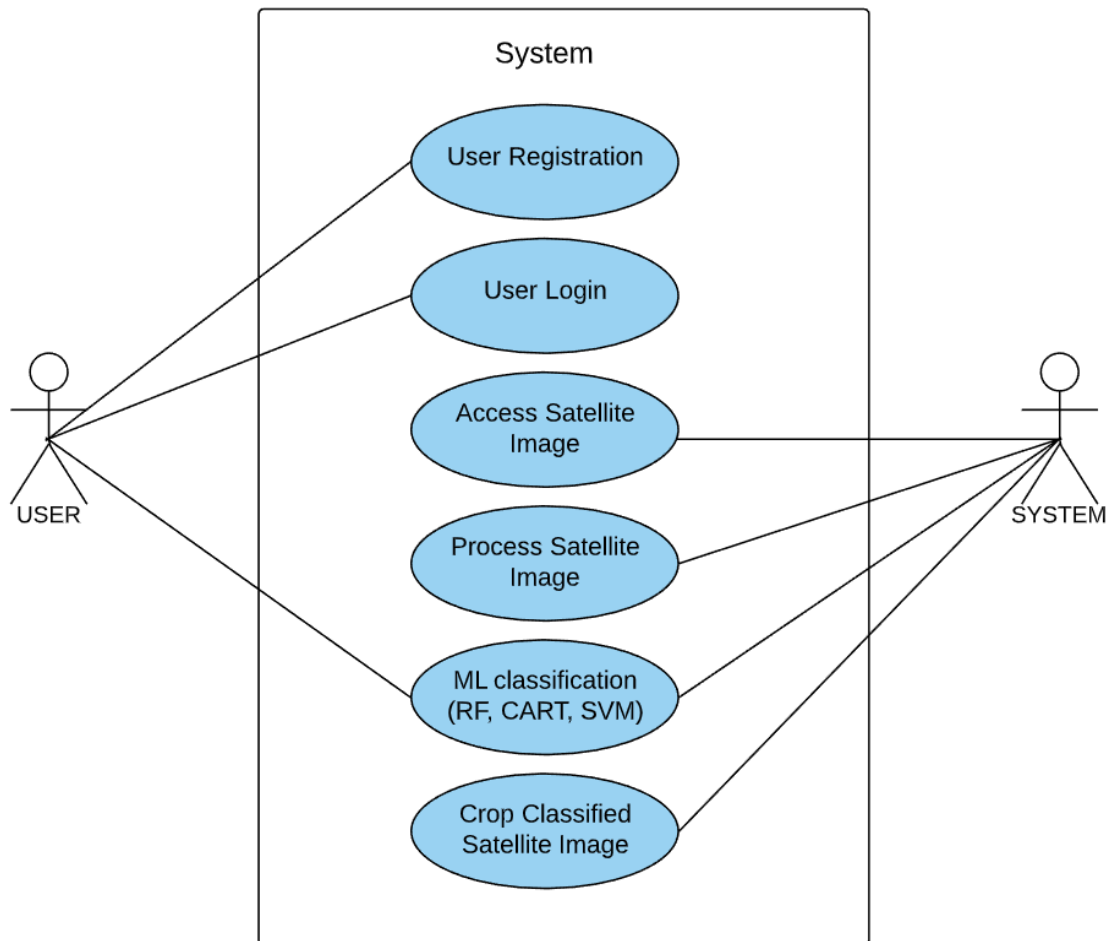 System
User Registration
User Login
Access Satellite
Image
Process Satellite
Image
USER
SYSTEM
ML classification
(RF, CART, SVM)
Crop Classified
Satellite Image